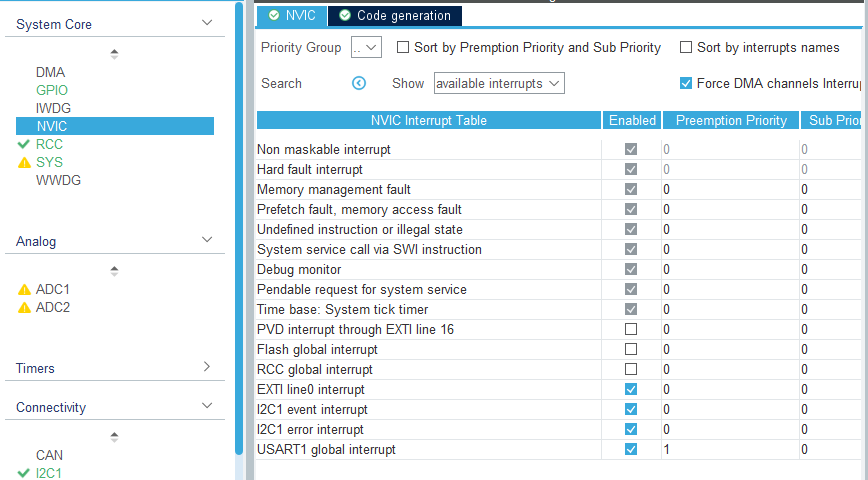 System Core
DMA
GPIO
IWDG
NVIC
RCC
SYS
WWDG
Analog
ADC1
ADC2
Timers
Connectivity
CAN
I2C1
NVIC Code generation
Priority Group .. Sort by Premption Priority and Sub Priority Sort by interrupts names
Search Show available interrupts Force DMA channels Interrup
NVIC Interrupt Table Enabled Preemption Priority Sub Prior
Non maskable interrupt 0 0
Hard fault interrupt 0 0
Memory management fault 0 0
Prefetch fault, memory access fault 0 0
Undefined instruction or illegal state 0 0
System service call via SWI instruction 0 0
Debug monitor 0 0
Pendable request for system service 0 0
Time base: System tick timer 0 0
PVD interrupt through EXTI line 16 0 0
Flash global interrupt 0 0
RCC global interrupt 0 0
EXTI line0 interrupt 0 0
I2C1 event interrupt 0 0
I2C1 error interrupt 0 0
USART1 global interrupt 1 0